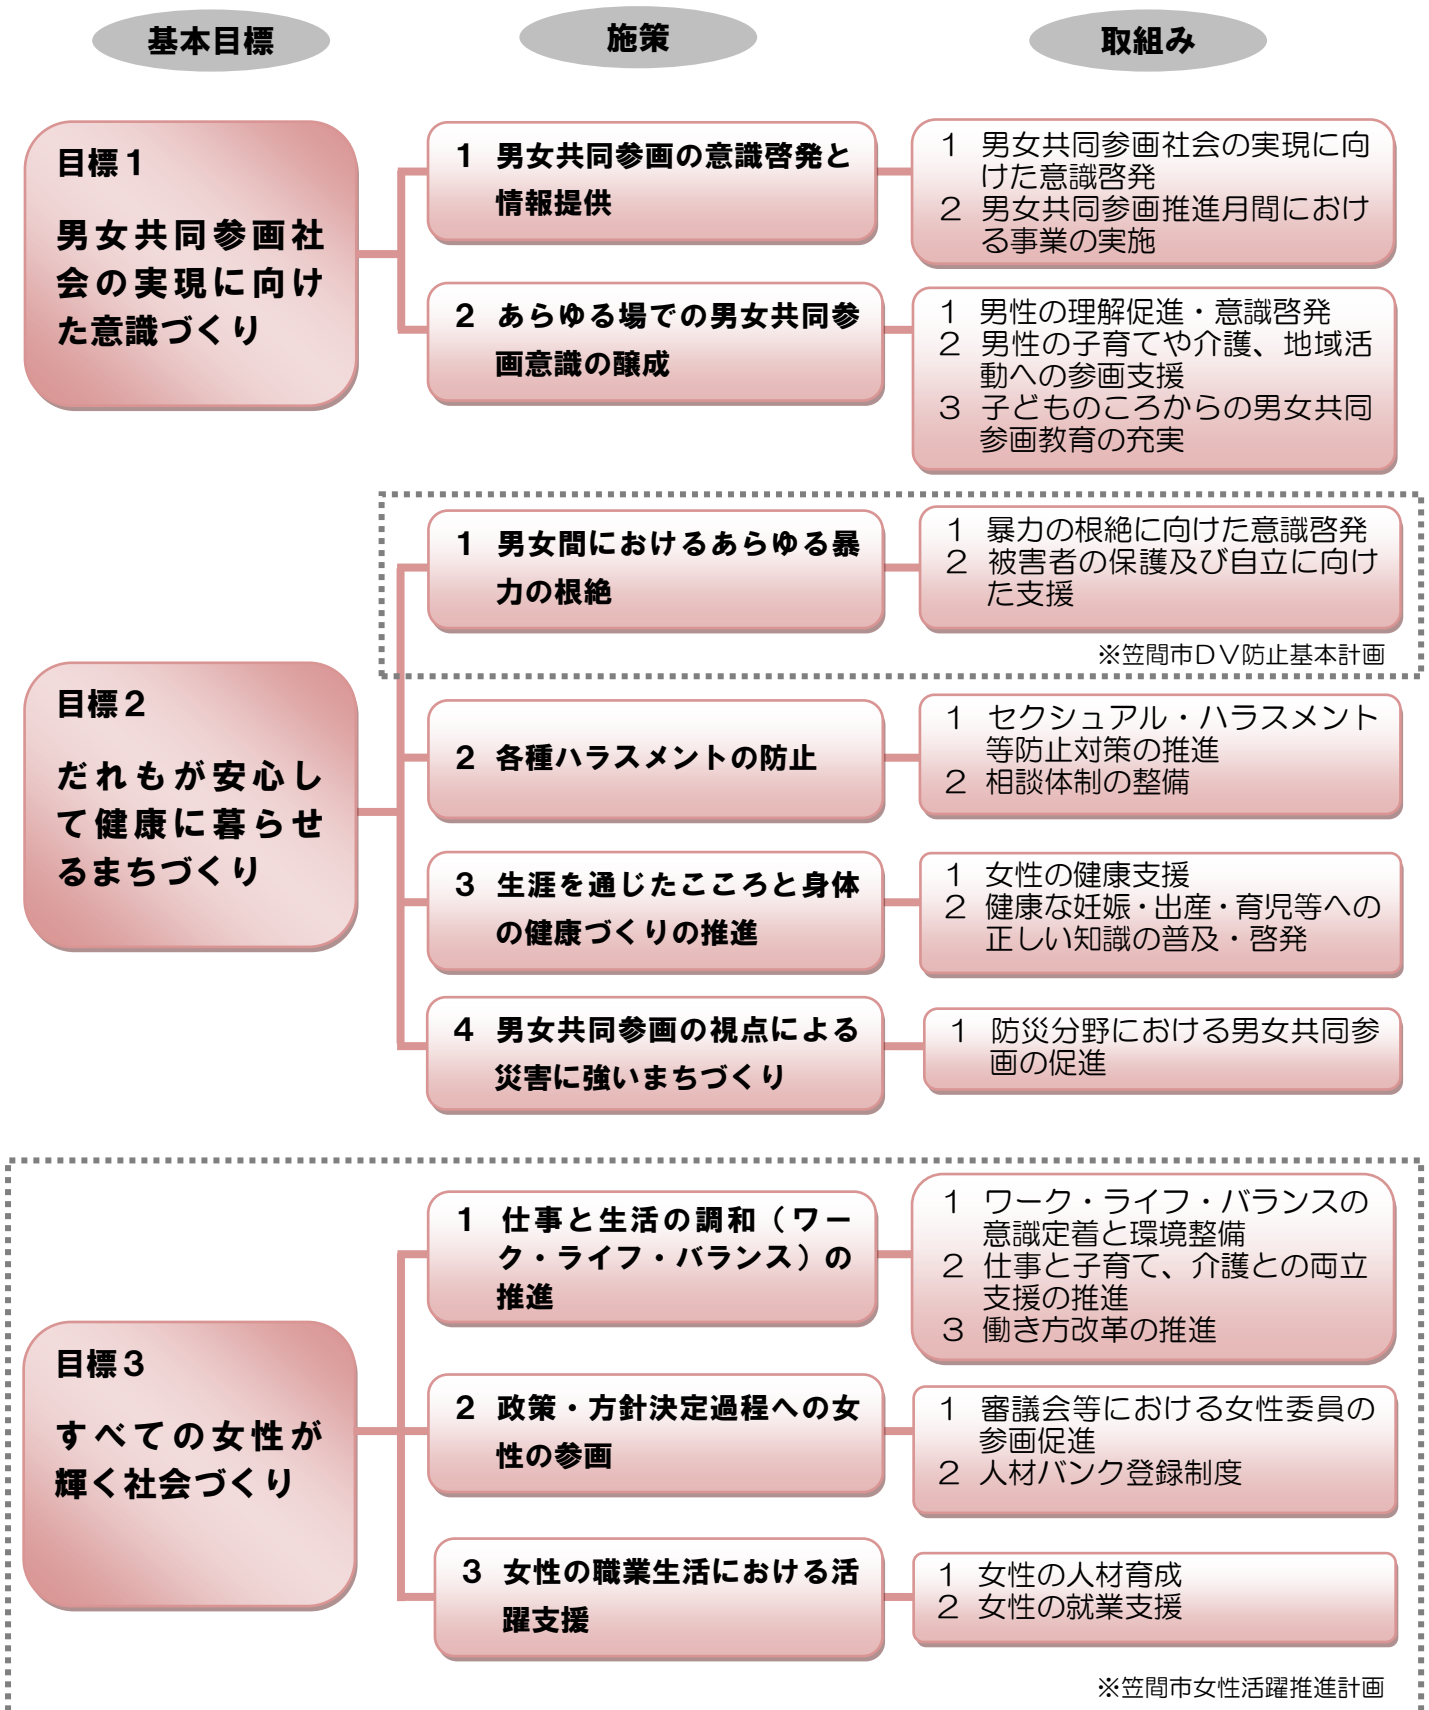 基本目標
施策
取組み
目標１
男女共同参画社
会の実現に向け
た意識づくり
１ 男女共同参画の意識啓発と
情報提供
１ 男女共同参画社会の実現に向
けた意識啓発
２ 男女共同参画推進月間におけ
る事業の実施
２ あらゆる場での男女共同参
画意識の醸成
１ 男性の理解促進・意識啓発
２ 男性の子育てや介護、地域活
動への参画支援
３ 子どものころからの男女共同
参画教育の充実
目標２
だれもが安心し
て健康に暮らせ
るまちづくり
１ 男女間におけるあらゆる暴
力の根絶
１ 暴力の根絶に向けた意識啓発
２ 被害者の保護及び自立に向け
た支援
※笠間市ＤＶ防止基本計画
２ 各種ハラスメントの防止
１ セクシュアル・ハラスメント
等防止対策の推進
２ 相談体制の整備
３ 生涯を通じたこころと身体
の健康づくりの推進
１ 女性の健康支援
２ 健康な妊娠・出産・育児等への
正しい知識の普及・啓発
４ 男女共同参画の視点による
災害に強いまちづくり
１ 防災分野における男女共同参
画の促進
目標３
すべての女性が
輝く社会づくり
１ 仕事と生活の調和（ワー
ク・ライフ・バランス）の
推進
１ ワーク・ライフ・バランスの
意識定着と環境整備
２ 仕事と子育て、介護との両立
支援の推進
３ 働き方改革の推進
２ 政策・方針決定過程への女
性の参画
１ 審議会等における女性委員の
参画促進
２ 人材バンク登録制度
３ 女性の職業生活における活
躍支援
１ 女性の人材育成
２ 女性の就業支援
※笠間市女性活躍推進計画